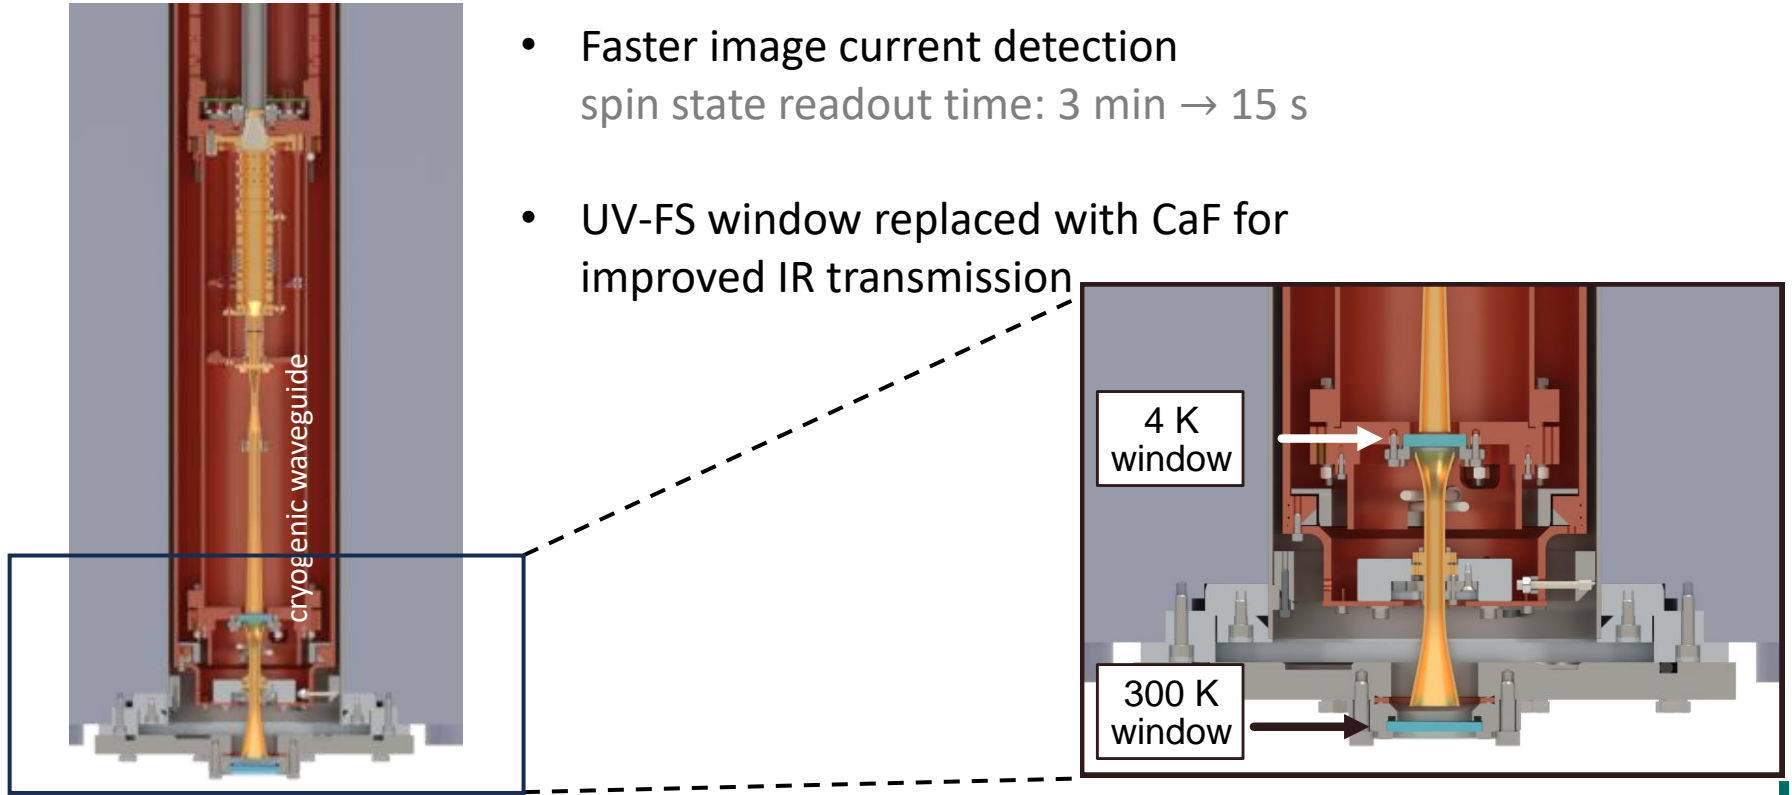 • Faster image current detection
spin state readout time: 3 min → 15 s
• UV-FS window replaced with CaF for
improved IR transmission
cryogenic waveguide
4 K
window
300 K
window